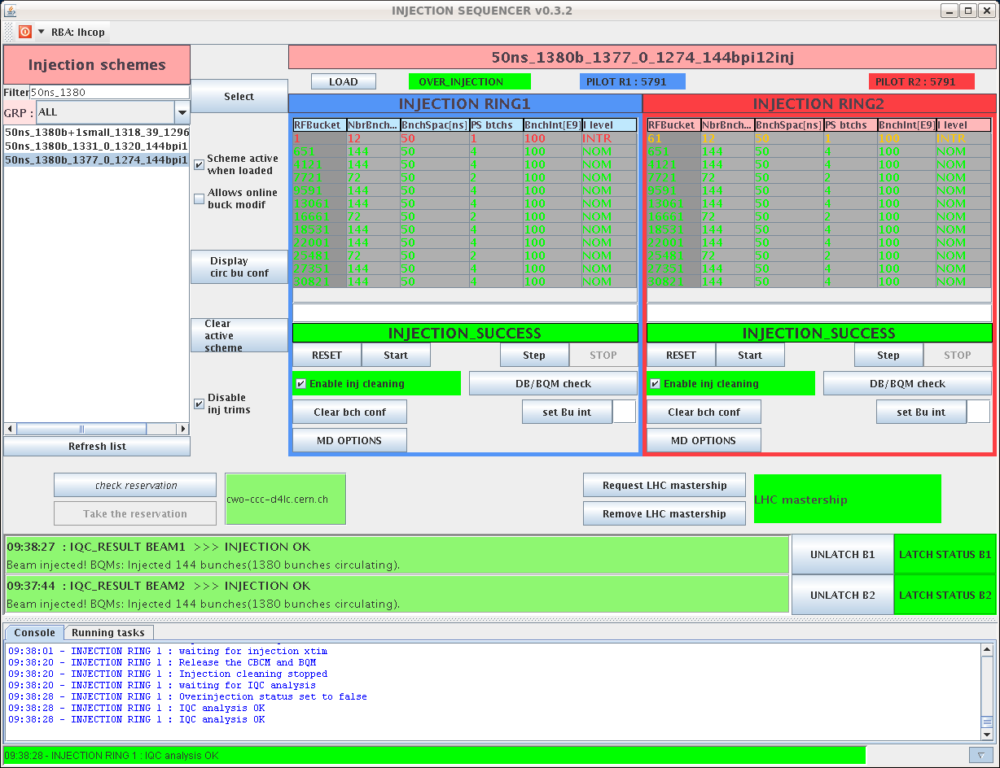 INJECTION SEQUENCER v0.3.2
RBA: lhcop
Injection schemes
Filter 50ns_1380
GRP : ALL
50ns_1380b+1small_1318_39_1296
50ns_1380b_1331_0_1320_144bpi1
50ns_1380b_1377_0_1274_144bpi1
Refresh list
Select
Scheme active
when loaded
Allows online
buck modif
Display
circ bu conf
Clear
active
scheme
Disable
inj trims
50ns_1380b_1377_0_1274_144bpi12inj
LOAD OVER_INJECTION PILOT R1 : 5791 PILOT R2 : 5791
INJECTION RING1
RFBucket NbrBnch... BnchSpac[ns] PS btchs BnchInt[E9] I level
1 12 50 1 100 INTR
651 144 50 4 100 NOM
4121 144 50 4 100 NOM
7721 72 50 2 100 NOM
9591 144 50 4 100 NOM
13061 144 50 4 100 NOM
16661 72 50 2 100 NOM
18531 144 50 4 100 NOM
22001 144 50 4 100 NOM
25481 72 50 2 100 NOM
27351 144 50 4 100 NOM
30821 144 50 4 100 NOM
INJECTION_SUCCESS
RESET Start Step STOP
Enable inj cleaning DB/BQM check
Clear bch conf set Bu int
MD OPTIONS
INJECTION RING2
RFBucket NbrBnch... BnchSpac[ns] PS btchs BnchInt[E9] I level
61 12 50 1 100 INTR
651 144 50 4 100 NOM
4121 144 50 4 100 NOM
7721 72 50 2 100 NOM
9591 144 50 4 100 NOM
13061 144 50 4 100 NOM
16661 72 50 2 100 NOM
18531 144 50 4 100 NOM
22001 144 50 4 100 NOM
25481 72 50 2 100 NOM
27351 144 50 4 100 NOM
30821 144 50 4 100 NOM
INJECTION_SUCCESS
RESET Start Step STOP
Enable inj cleaning DB/BQM check
Clear bch conf set Bu int
MD OPTIONS
check reservation
Take the reservation
cwo-ccc-d4lc.cern.ch
Request LHC mastership
Remove LHC mastership
LHC mastership
09:38:27 : IQC_RESULT BEAM1 >>> INJECTION OK
Beam injected! BQMs: Injected 144 bunches(1380 bunches circulating).
UNLATCH B1 LATCH STATUS B1
09:37:44 : IQC_RESULT BEAM2 >>> INJECTION OK
Beam injected! BQMs: Injected 144 bunches(1380 bunches circulating).
UNLATCH B2 LATCH STATUS B2
Console Running tasks
09:38:01 - INJECTION RING 1 : waiting for injection xtim
09:38:20 - INJECTION RING 1 : Release the CBCM and BQM
09:38:20 - INJECTION RING 1 : Injection cleaning stopped
09:38:20 - INJECTION RING 1 : waiting for IQC analysis
09:38:28 - INJECTION RING 1 : Overinjection status set to false
09:38:28 - INJECTION RING 1 : IQC analysis OK
09:38:28 - INJECTION RING 1 : IQC analysis OK
09:38:28 - INJECTION RING 1 : IQC analysis OK